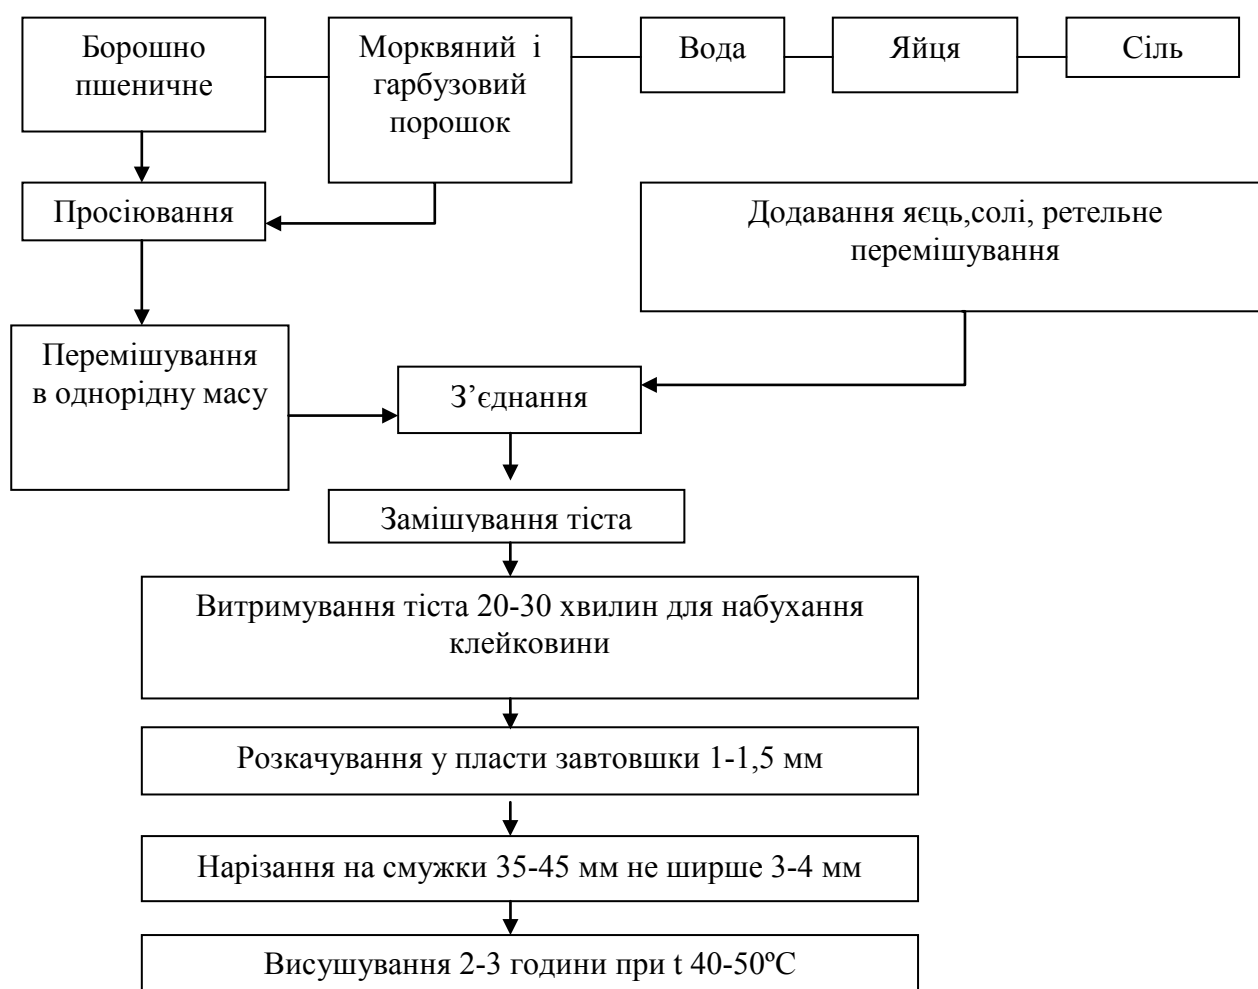 Борошно
пшеничне
Морквяний і
гарбузовий
порошок
Вода
Яйця
Сіль
Просіювання
Додавання яєць,солі, ретельне
перемішування
Перемішування
в однорідну масу
З’єднання
Замішування тіста
Витримування тіста 20-30 хвилин для набухання
клейковини
Розкачування у пласти завтовшки 1-1,5 мм
Нарізання на смужки 35-45 мм не ширше 3-4 мм
Висушування 2-3 години при t 40-50ºС